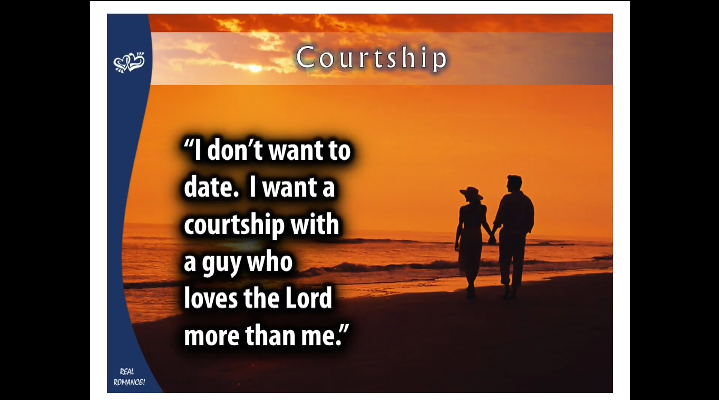 Courtship
“I don’t want to
date.  I want a
courtship with
a guy who
loves the Lord
more than me.”
REAL
ROMANCE!